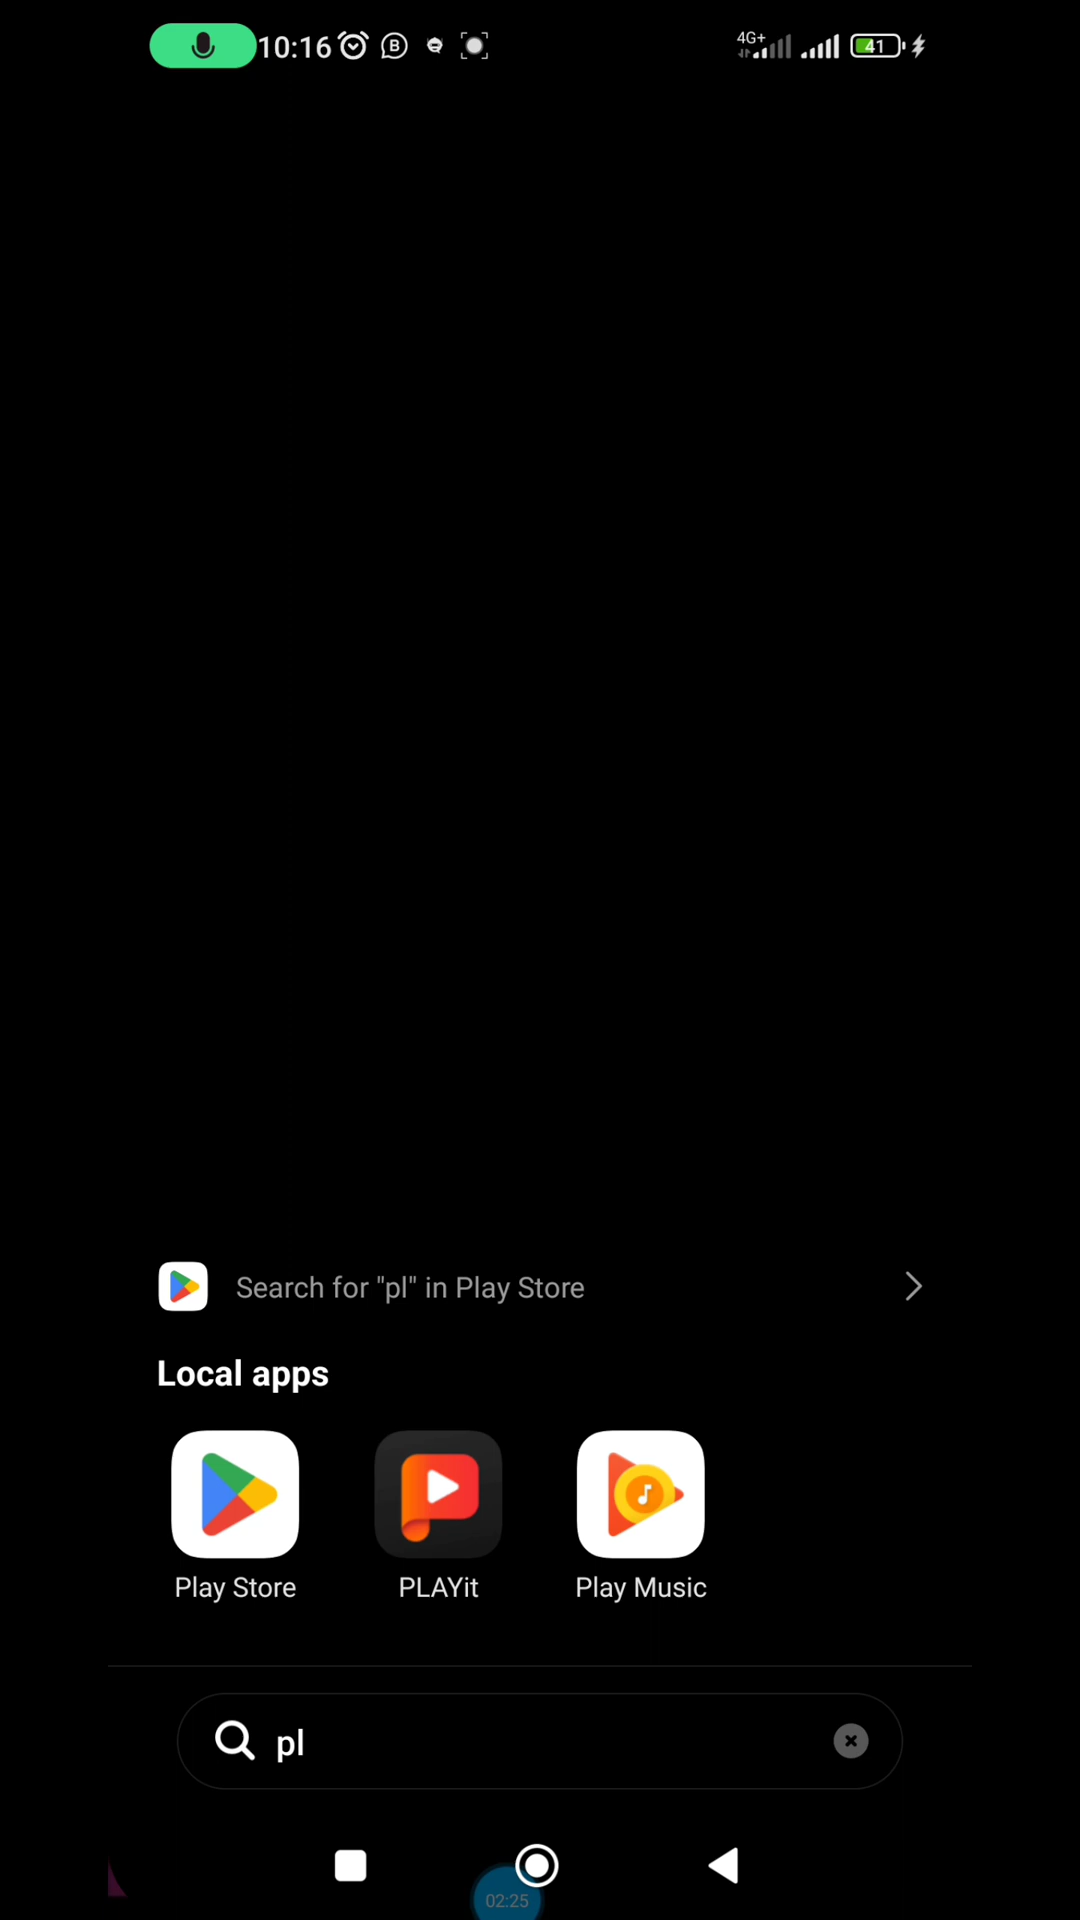 10:16 B 4G+ 41
Search for "pl" in Play Store
Local apps
Play Store PLAYit Play Music
pl
02:25